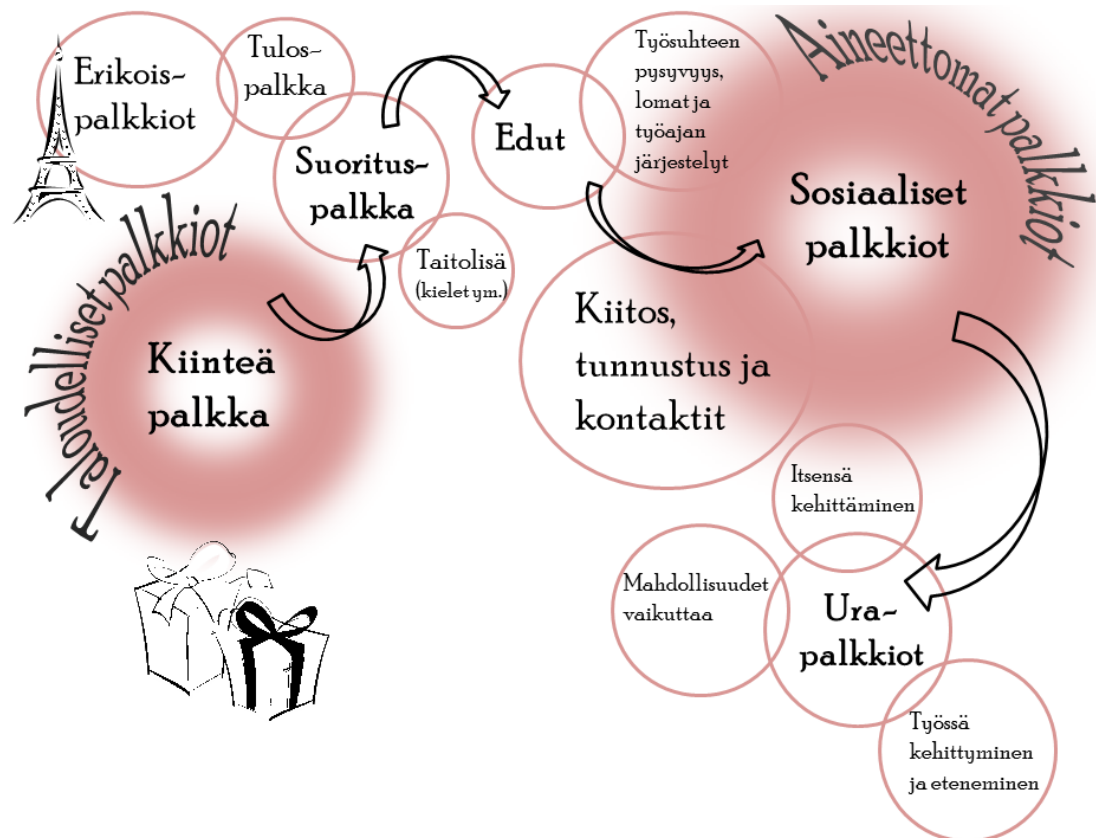 Taloudelliset palkkiot
Kiinteä
palkka
Erikois-
palkkiot
Tulos-
palkka
Suoritus-
palkka
Taitolisä
(kielet ym.)
Edut
Työsuhteen
pysyvyys,
lomat ja
työajan
järjestelyt
Aineettomat palkkiot
Sosiaaliset
palkkiot
Kiitos,
tunnustus ja
kontaktit
Itsensä
kehittäminen
Mahdollisuudet
vaikuttaa
Ura-
palkkiot
Työssä
kehittyminen
ja eteneminen